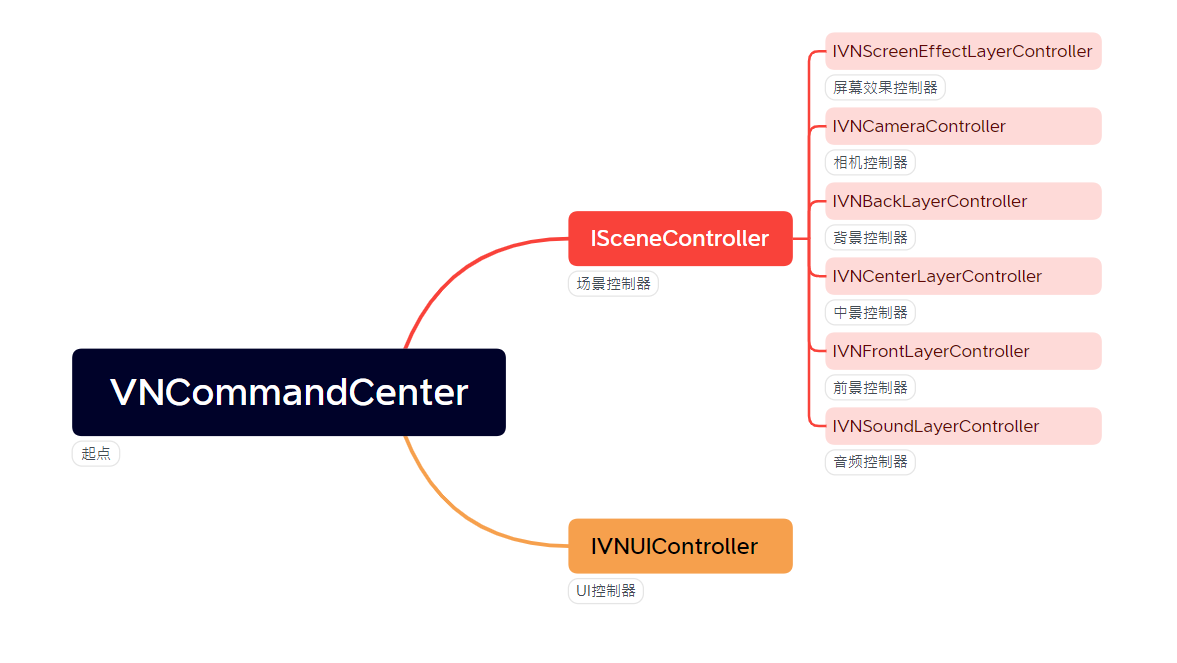 VNCommandCenter
起点
ISceneController
场景控制器
IVNScreenEffectLayerController
屏幕效果控制器
IVNCameraController
相机控制器
IVNBackLayerController
背景控制器
IVNCenterLayerController
中景控制器
IVNFrontLayerController
前景控制器
IVNSoundLayerController
音频控制器
IVNUIController
UI控制器